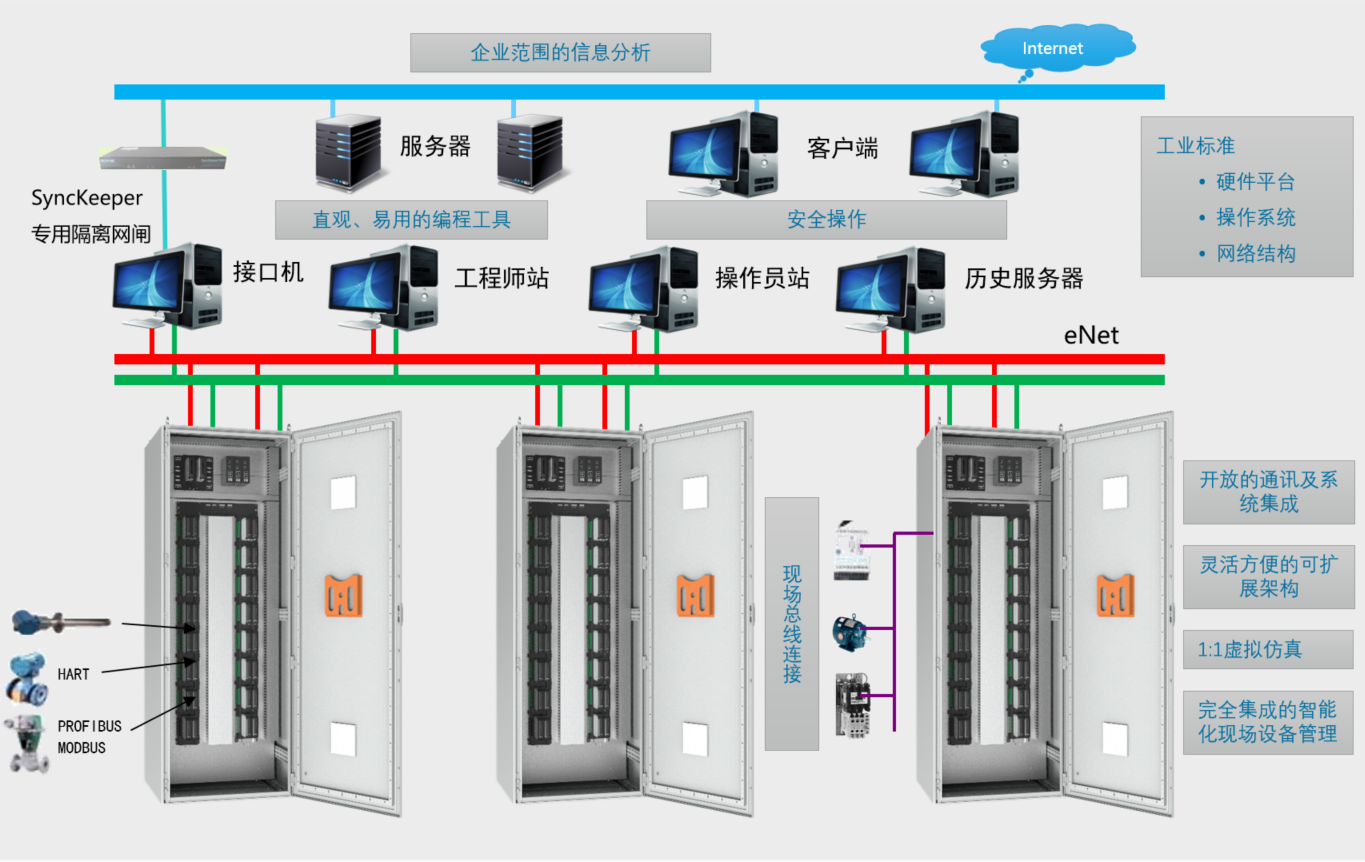 企业范围的信息分析
Internet
服务器
客户端
工业标准
• 硬件平台
• 操作系统
• 网络结构
SyncKeeper
专用隔离网闸
直观、易用的编程工具
安全操作
接口机
工程师站
操作员站
历史服务器
eNet
开放的通讯及系
统集成
灵活方便的可扩
展架构
1:1虚拟仿真
完全集成的智能
化现场设备管理
现场总线连接
HART
PROFIBUS
MODBUS